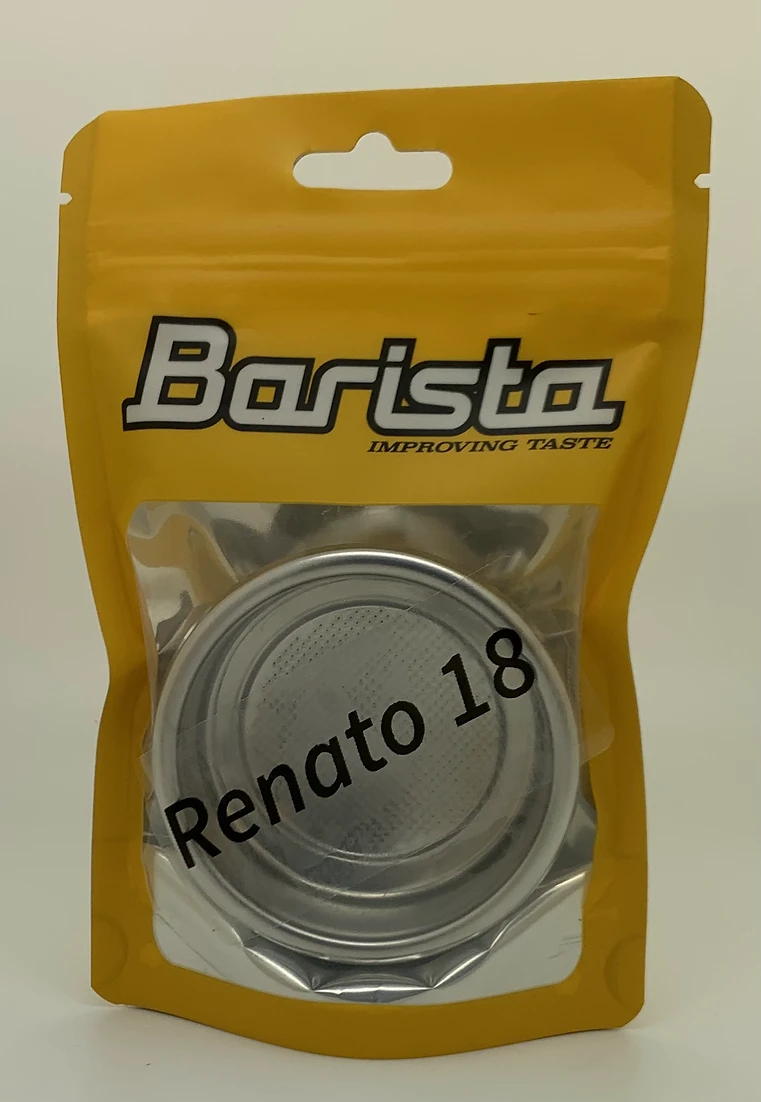 Barista
IMPROVING TASTE
Renato 18